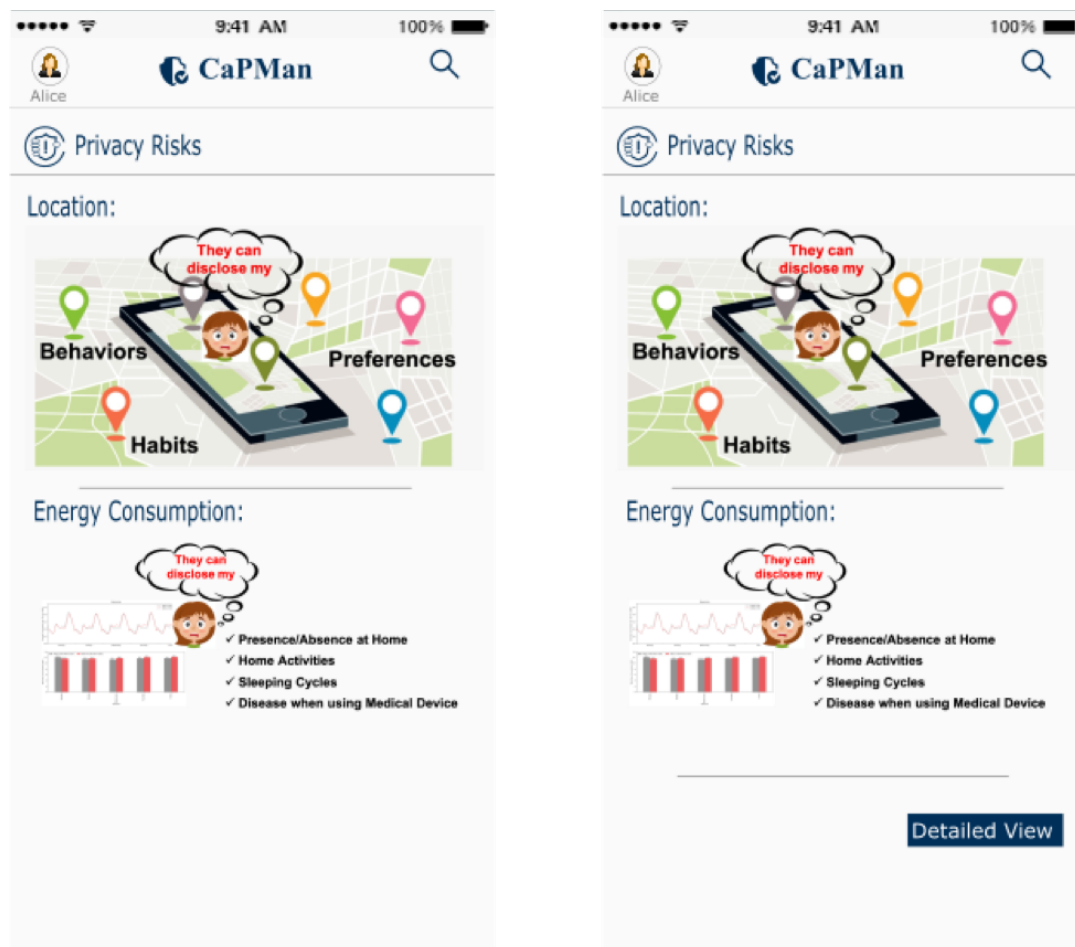 9:41 AM 100%
Alice
CaPMan
Privacy Risks
Location:
They can
disclose my
Behaviors
Preferences
Habits
Energy Consumption:
They can
disclose my
✓ Presence/Absence at Home
✓ Home Activities
✓ Sleeping Cycles
✓ Disease when using Medical Device
9:41 AM 100%
Alice
CaPMan
Privacy Risks
Location:
They can
disclose my
Behaviors
Preferences
Habits
Energy Consumption:
They can
disclose my
✓ Presence/Absence at Home
✓ Home Activities
✓ Sleeping Cycles
✓ Disease when using Medical Device
Detailed View